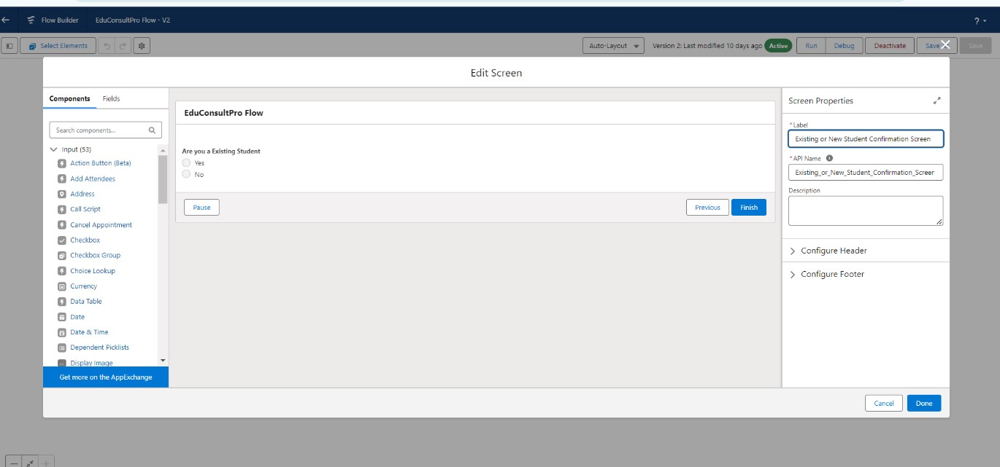 Flow Builder
EduConsultPro Flow - V2
?
Select Elements
Auto-Layout
Version 2: Last modified 10 days ago
Active
Run
Debug
Deactivate
Save
Save
Edit Screen
Components
Fields
Search components...
Input (53)
Action Button (Beta)
Add Attendees
Address
Call Script
Cancel Appointment
Checkbox
Checkbox Group
Choice Lookup
Currency
Data Table
Date
Date & Time
Dependent Picklists
Display Image
Get more on the AppExchange
EduConsultPro Flow
Are you a Existing Student
Yes
No
Pause
Previous
Finish
Screen Properties
* Label
Existing or New Student Confirmation Screen
* API Name
Existing_or_New_Student_Confirmation_Screer
Description
Configure Header
Configure Footer
Cancel
Done